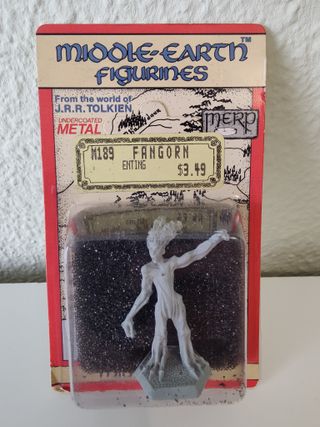 MIDDLE-EARTH™
FIGURINES
From the world of
J.R.R. TOLKIEN
UNDERCOATED
METAL
MERP
M189 FANGORN
ENTING $3.49